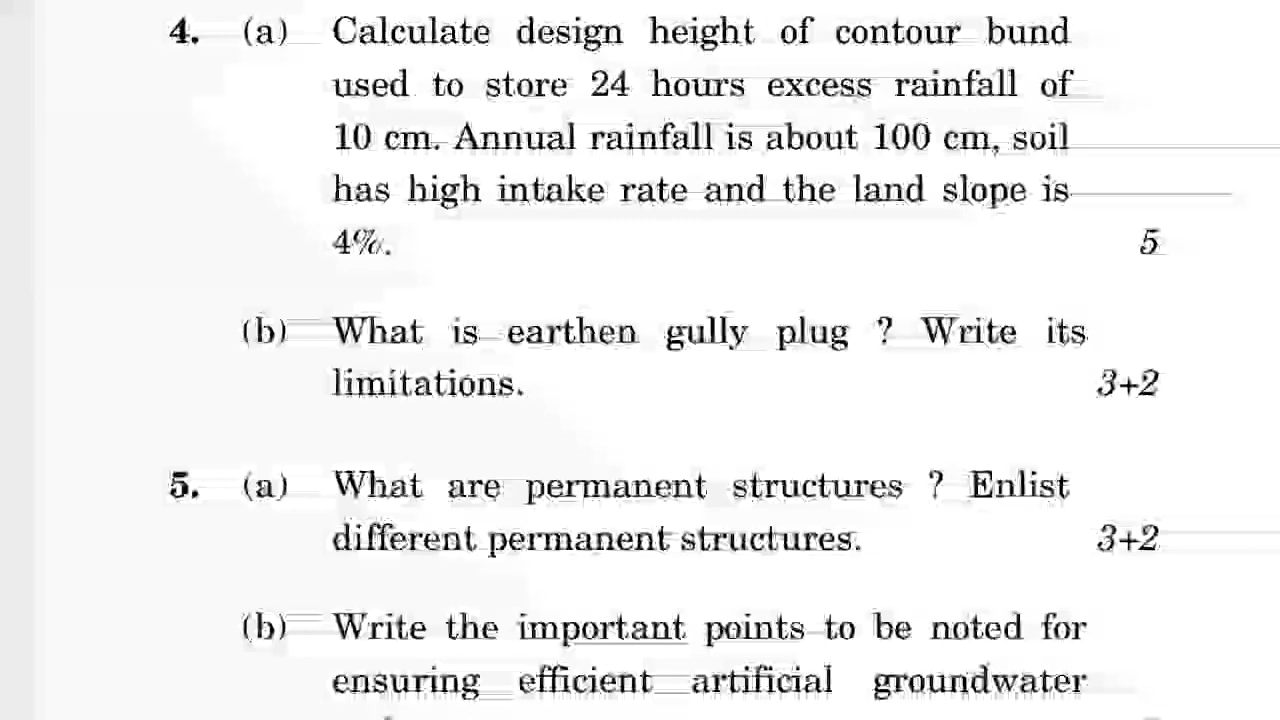 4. (a) Calculate design height of contour bund
used to store 24 hours excess rainfall of
10 cm. Annual rainfall is about 100 cm, soil
has high intake rate and the land slope is
4%. 5
(b) What is earthen gully plug ? Write its
limitations. 3+2
5. (a) What are permanent structures ? Enlist
different permanent structures. 3+2
(b) Write the important points to be noted for
ensuring efficient artificial groundwater